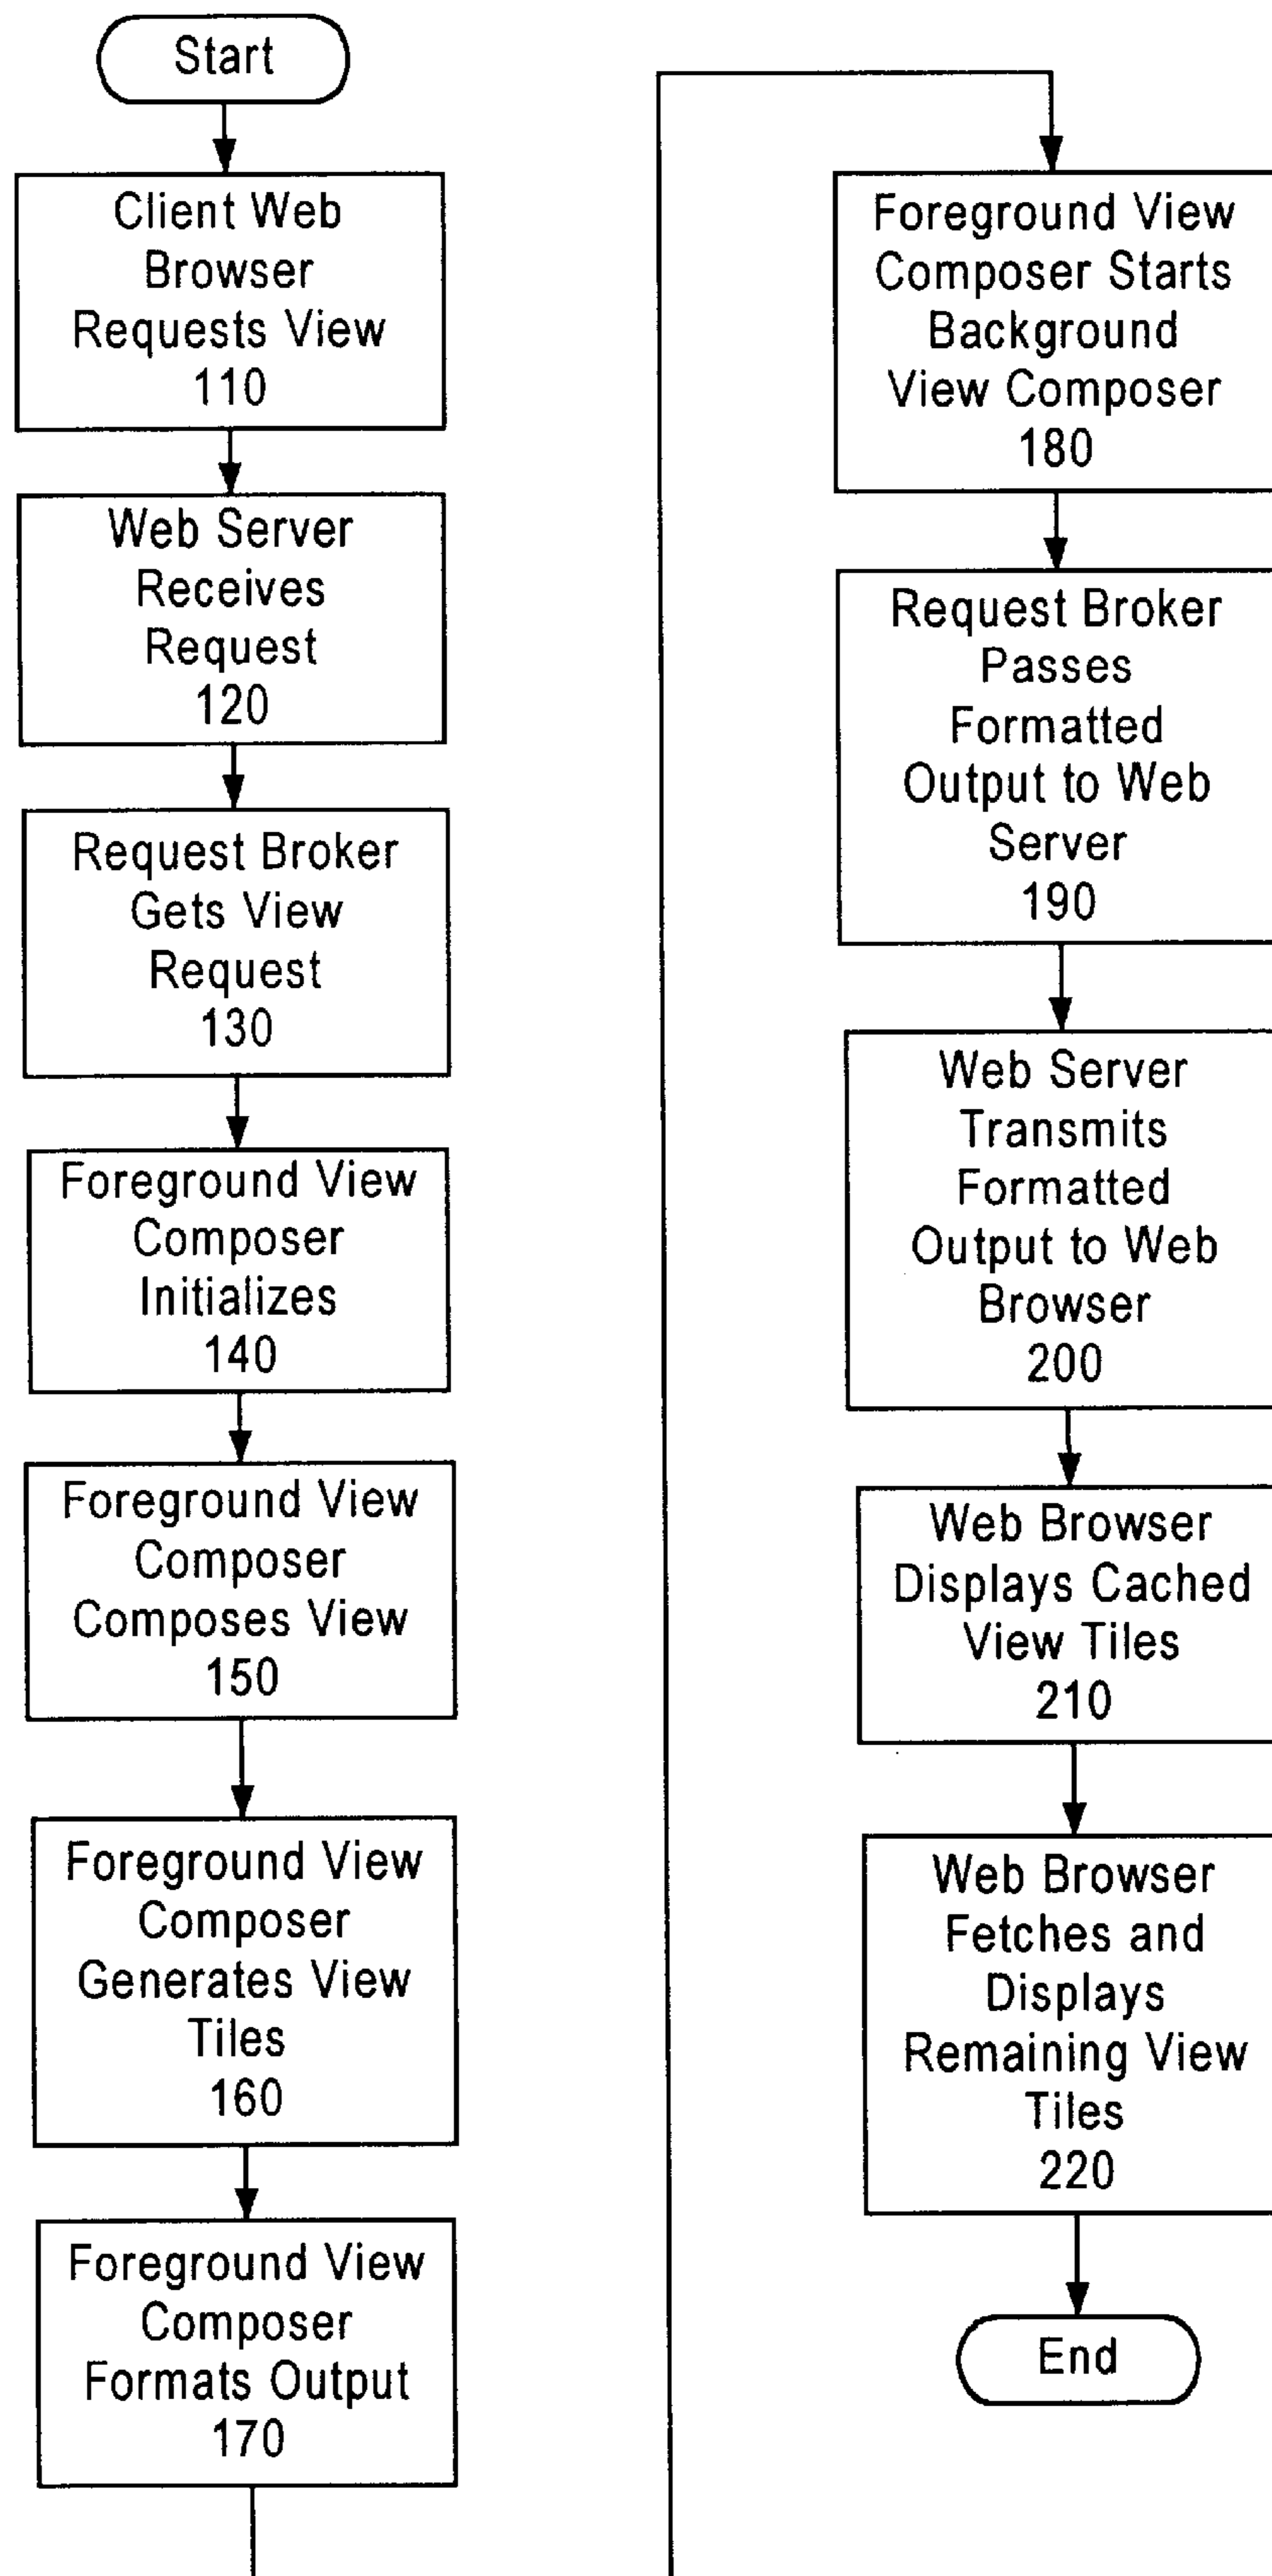 Start
Client Web
Browser
Requests View
110
Web Server
Receives
Request
120
Request Broker
Gets View
Request
130
Foreground View
Composer
Initializes
140
Foreground View
Composer
Composes View
150
Foreground View
Composer
Generates View
Tiles
160
Foreground View
Composer
Formats Output
170
Foreground View
Composer Starts
Background
View Composer
180
Request Broker
Passes
Formatted
Output to Web
Server
190
Web Server
Transmits
Formatted
Output to Web
Browser
200
Web Browser
Displays Cached
View Tiles
210
Web Browser
Fetches and
Displays
Remaining View
Tiles
220
End